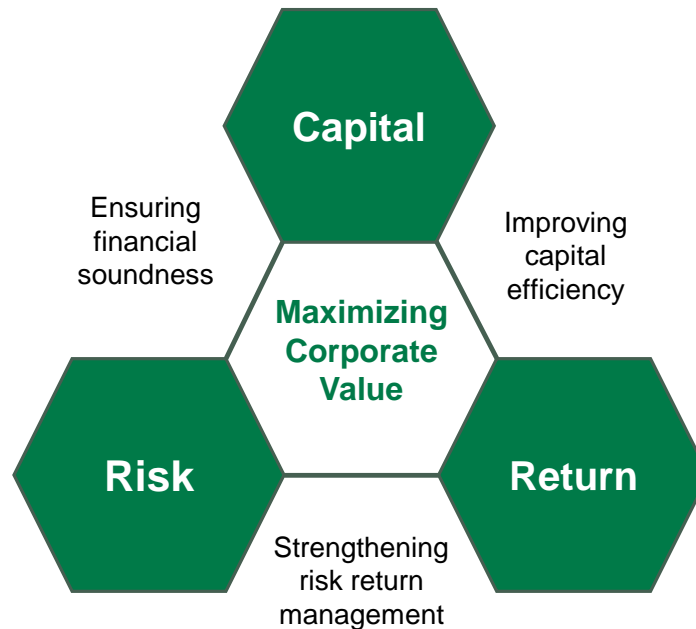 Capital
Ensuring
financial
soundness
Improving
capital
efficiency
Maximizing
Corporate
Value
Risk
Return
Strengthening
risk return
management